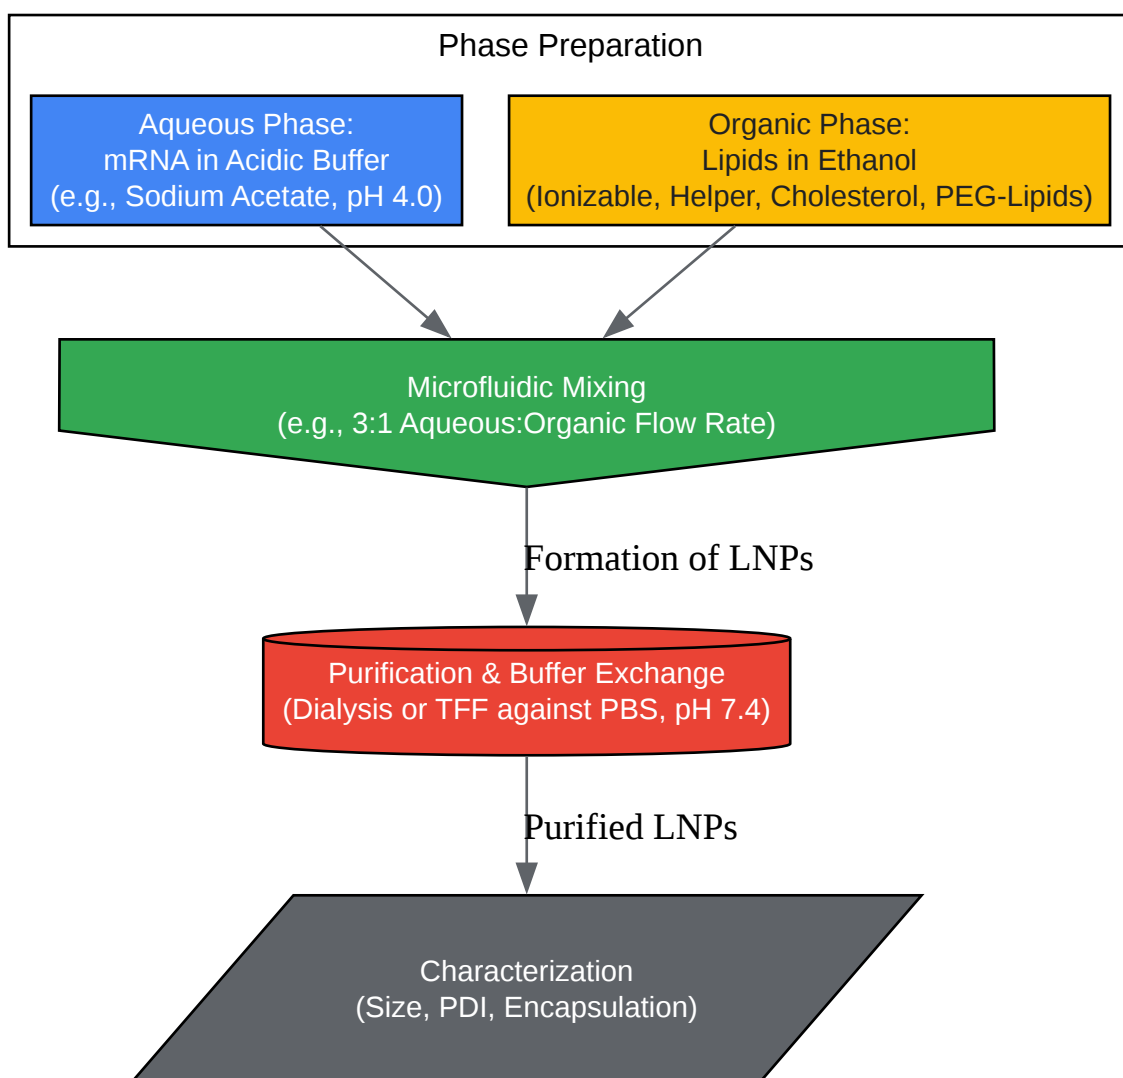 Phase Preparation
Aqueous Phase:
mRNA in Acidic Buffer
(e.g., Sodium Acetate, pH 4.0)
Organic Phase:
Lipids in Ethanol
(Ionizable, Helper, Cholesterol, PEG-Lipids)
Microfluidic Mixing
(e.g., 3:1 Aqueous:Organic Flow Rate)
Formation of LNPs
Purification & Buffer Exchange
(Dialysis or TFF against PBS, pH 7.4)
Purified LNPs
Characterization
(Size, PDI, Encapsulation)